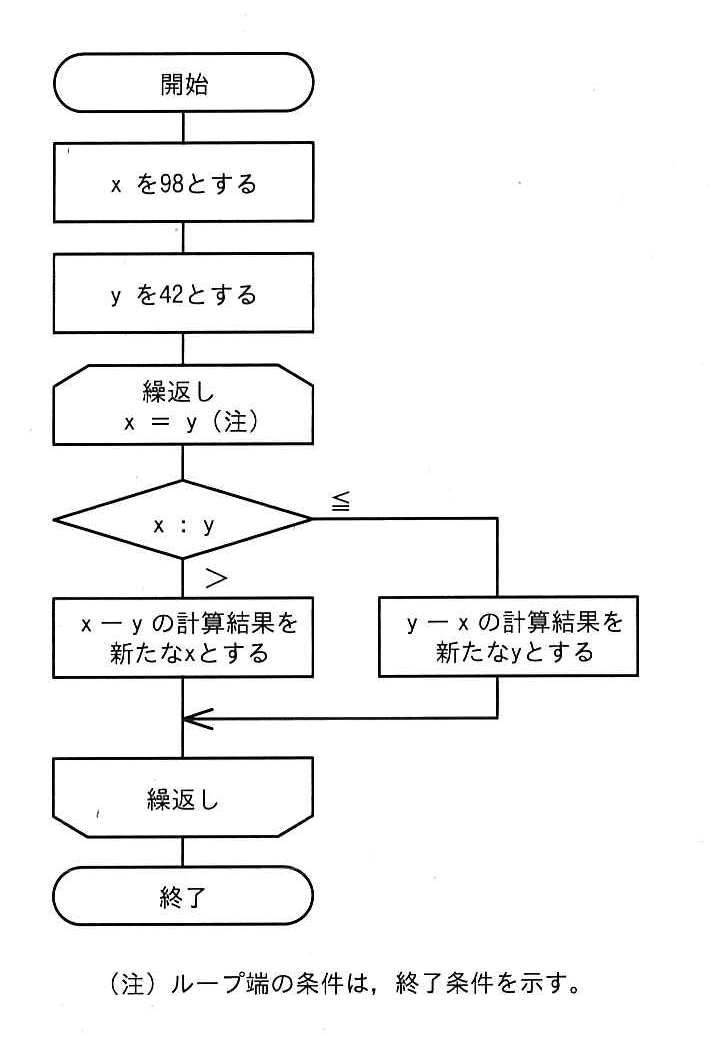 開始
x を98とする
y を42とする
繰返し
x = y(注)
x : y
≦
>
x − y の計算結果を
新たなxとする
y − x の計算結果を
新たなyとする
繰返し
終了
(注)ループ端の条件は，終了条件を示す。